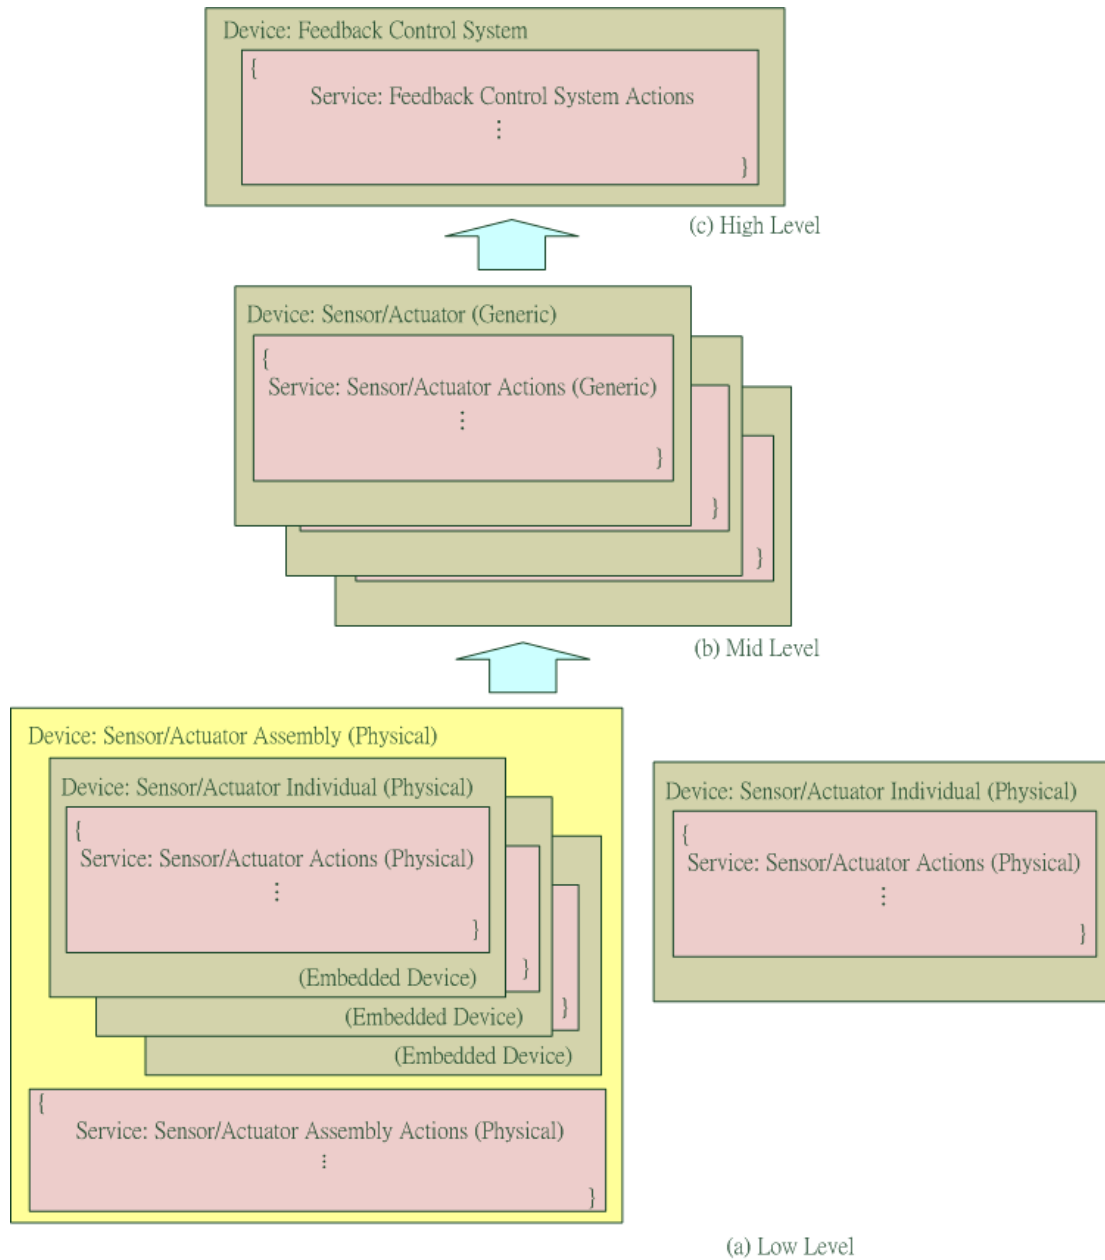 Device: Feedback Control System
{
Service: Feedback Control System Actions
⋮
}
(c) High Level
Device: Sensor/Actuator (Generic)
{
Service: Sensor/Actuator Actions (Generic)
⋮
}
}
}
(b) Mid Level
Device: Sensor/Actuator Assembly (Physical)
Device: Sensor/Actuator Individual (Physical)
{
Service: Sensor/Actuator Actions (Physical)
⋮
}
(Embedded Device)
}
(Embedded Device)
}
(Embedded Device)
{
Service: Sensor/Actuator Assembly Actions (Physical)
⋮
}
Device: Sensor/Actuator Individual (Physical)
{
Service: Sensor/Actuator Actions (Physical)
⋮
}
(a) Low Level